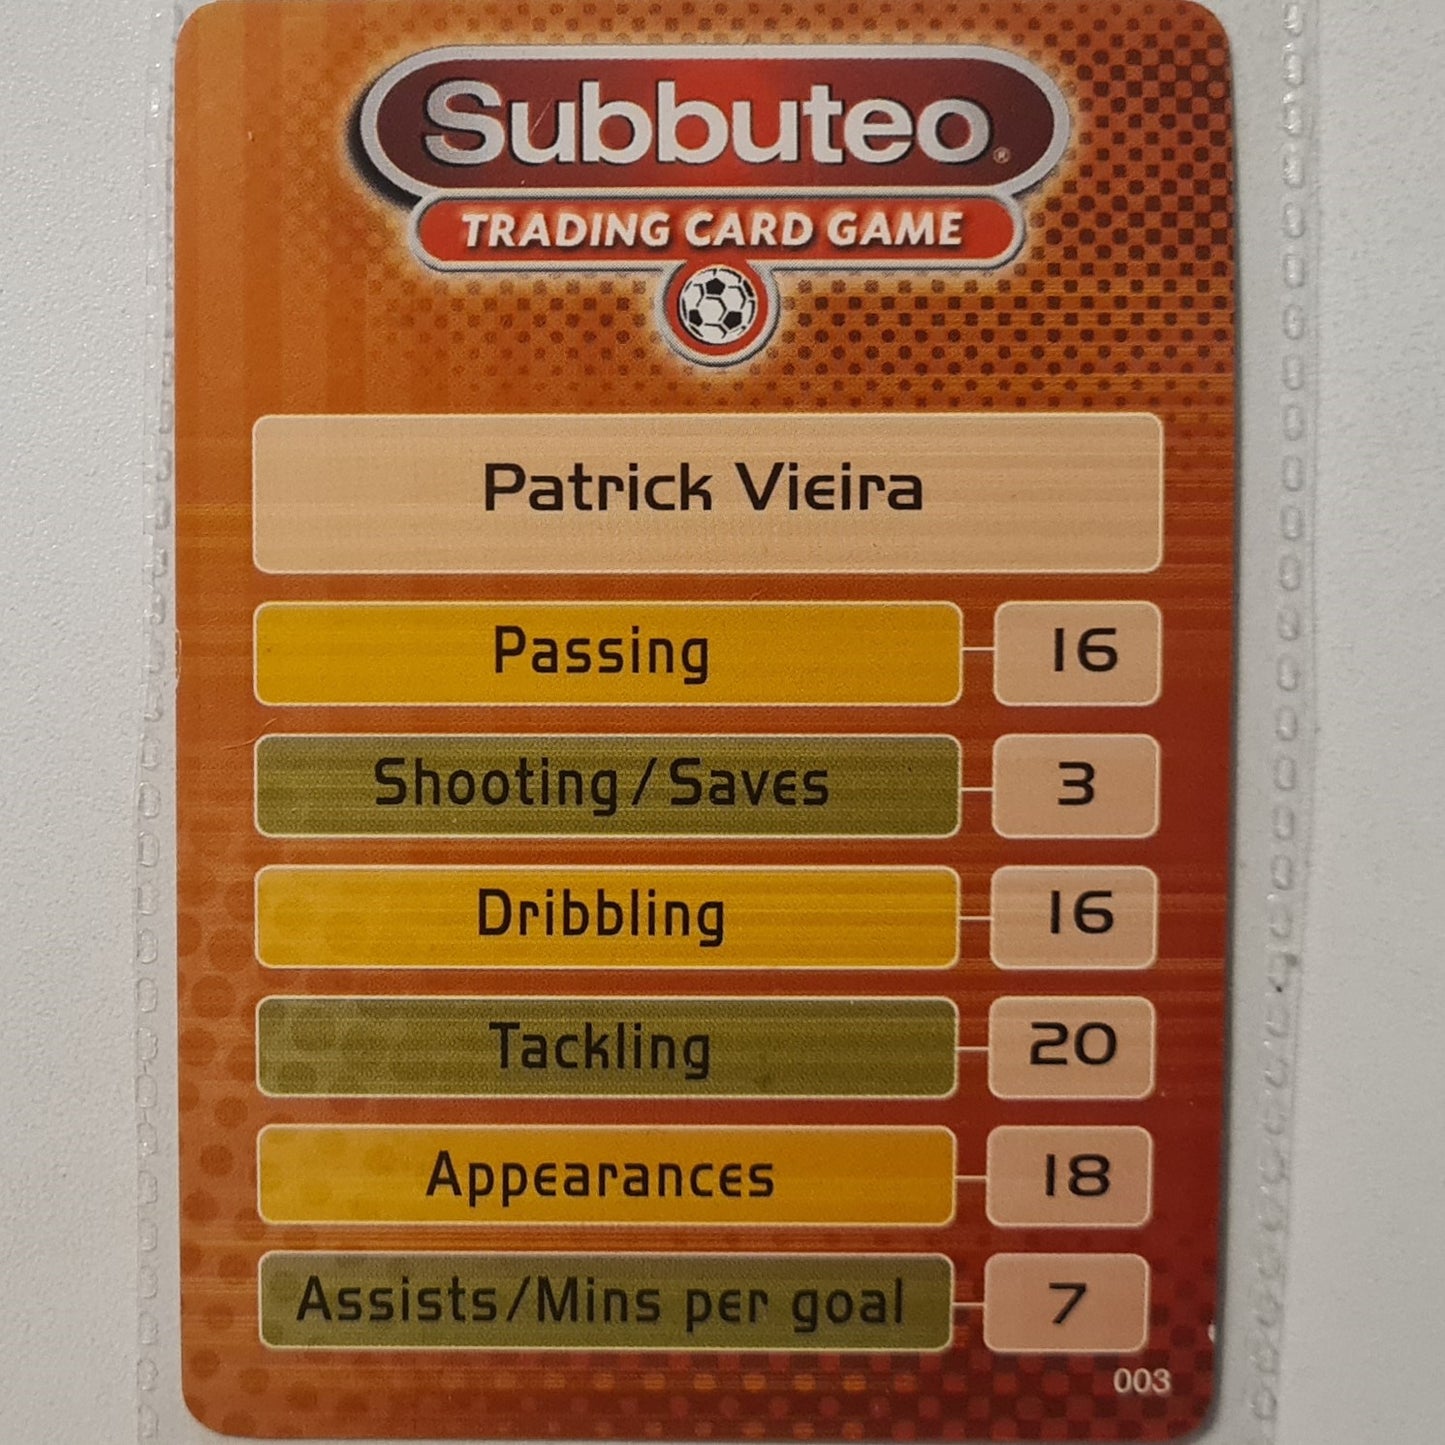 Subbuteo®
TRADING CARD GAME
Patrick Vieira
Passing 16
Shooting/Saves 3
Dribbling 16
Tackling 20
Appearances 18
Assists/Mins per goal 7
003